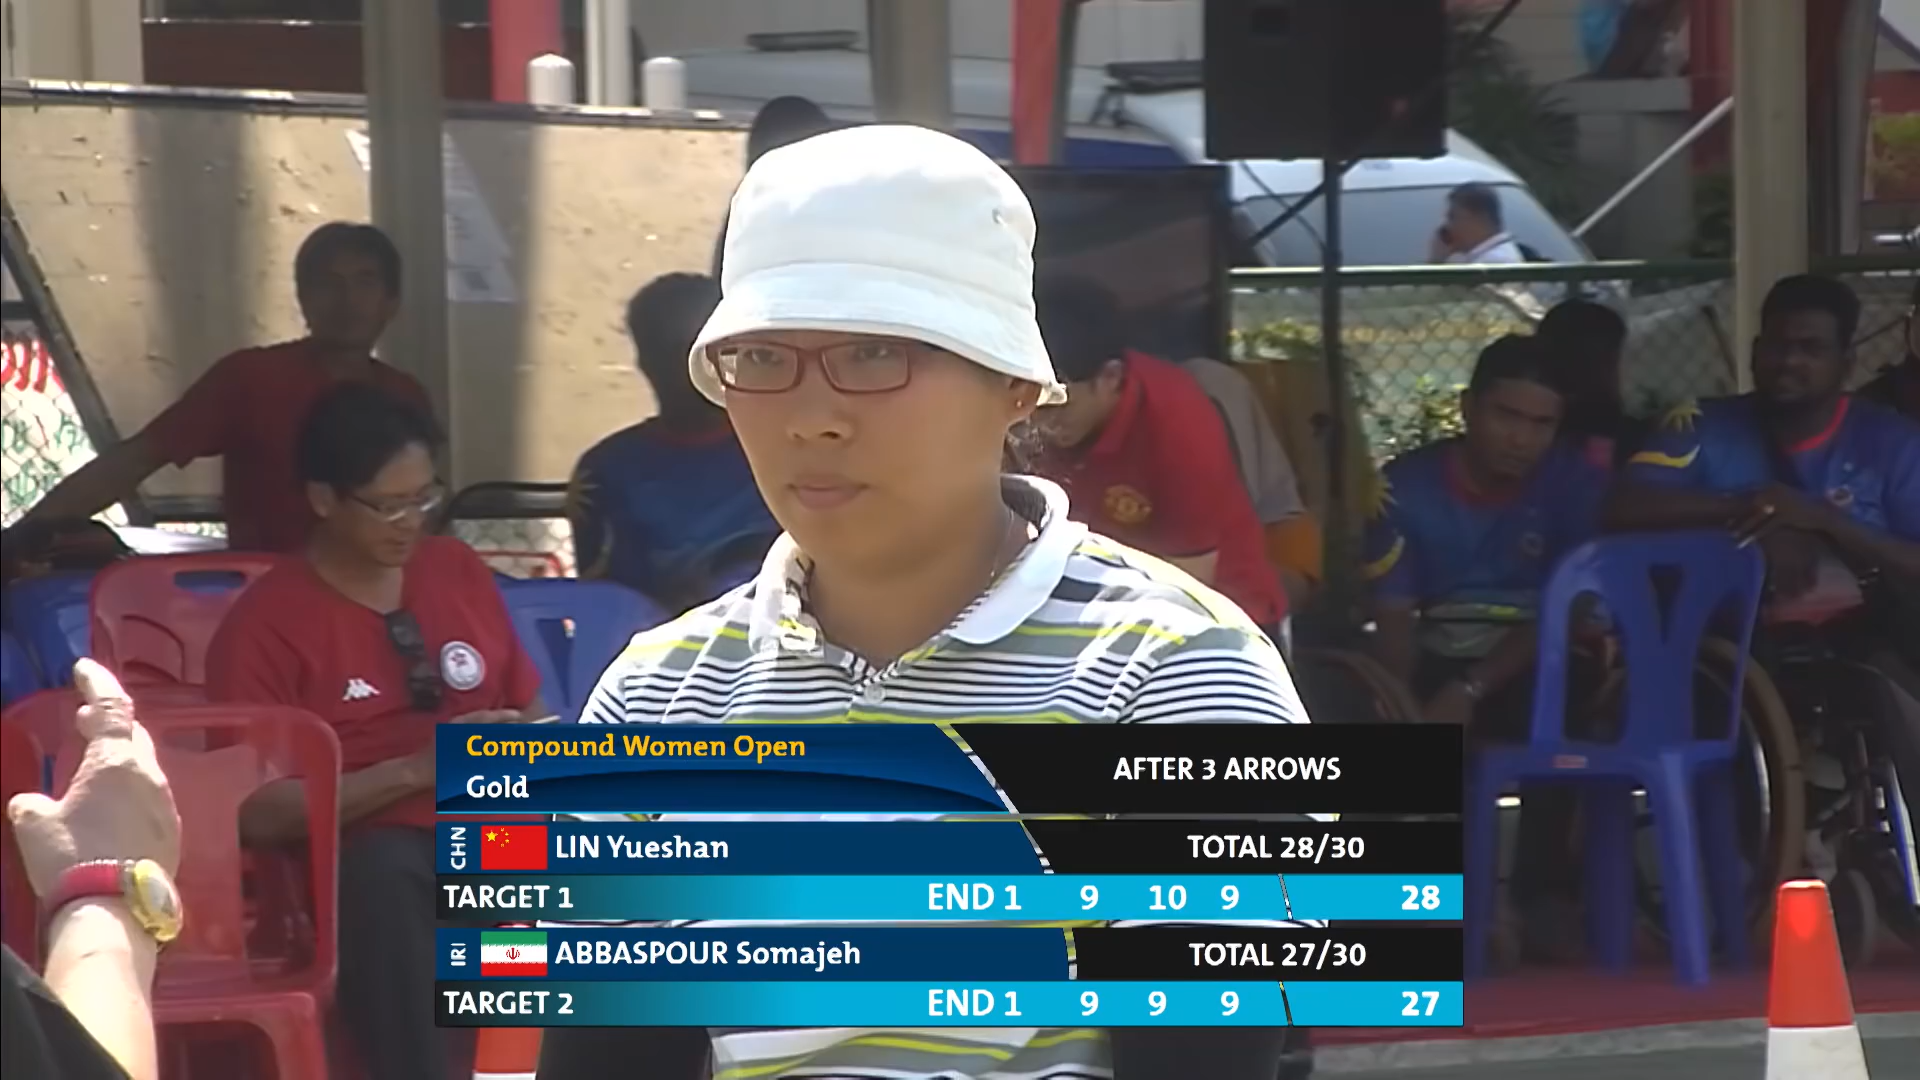 Compound Women Open
Gold
AFTER 3 ARROWS
CHN LIN Yueshan TOTAL 28/30
TARGET 1 END 1 9 10 9 28
IRI ABBASPOUR Somajeh TOTAL 27/30
TARGET 2 END 1 9 9 9 27